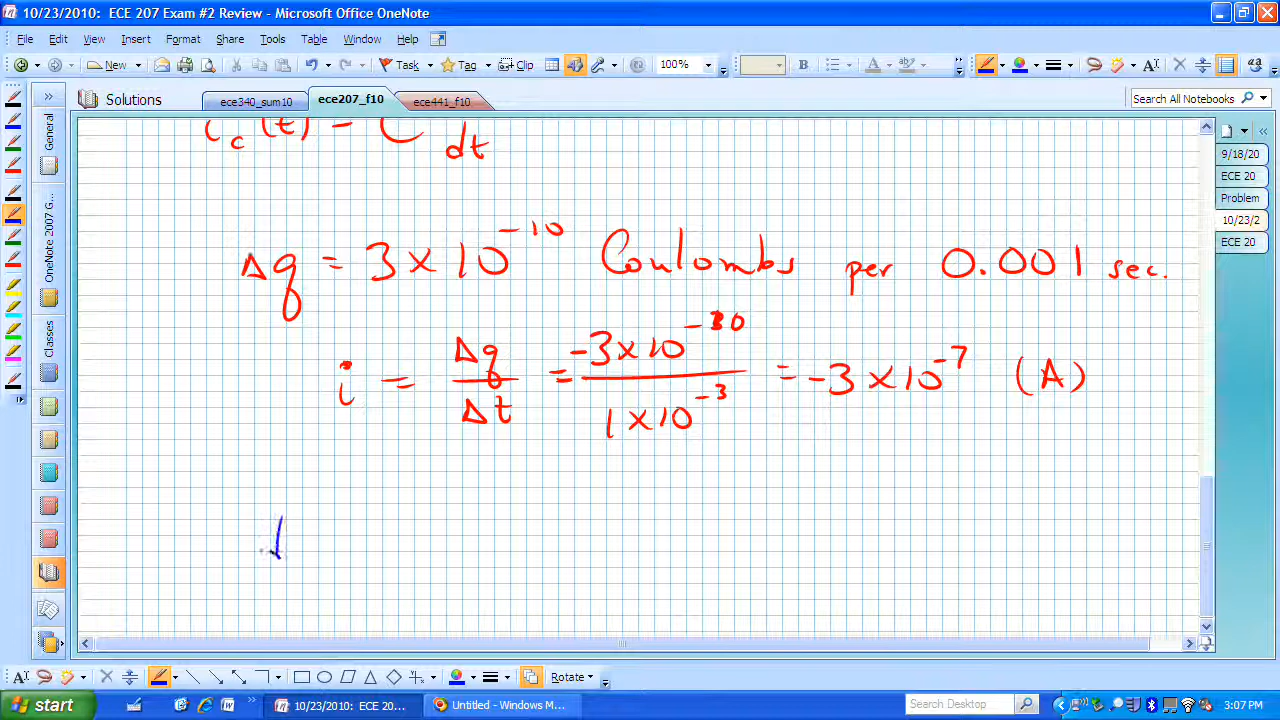 10/23/2010: ECE 207 Exam #2 Review - Microsoft Office OneNote
File Edit View Insert Format Share Tools Table Window Help
New Task Tag Clip 100%
Solutions ece340_sum10 ece207_f10 ece441_f10 Search All Notebooks
General
OneNote 2007 G...
Classes
9/18/20
ECE 20
Problem
10/23/2
ECE 20
i_c(t) = C
dt
Δq = 3×10^-10 Coulombs per 0.001 sec.
i = Δq/Δt = -3×10^-10 / 1×10^-3 = -3×10^-7 (A)
Rotate
start 10/23/2010: ECE 20... Untitled - Windows M... Search Desktop 3:07 PM